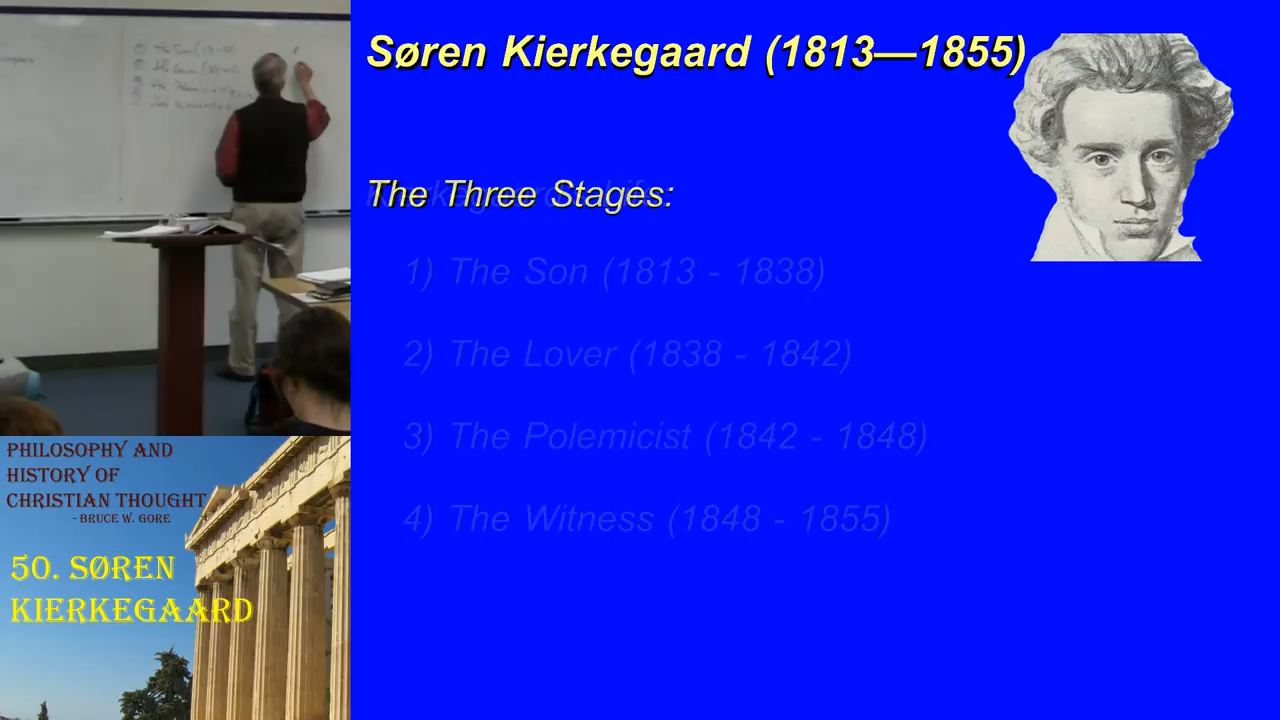 Søren Kierkegaard (1813—1855)
The Three Stages:
1) The Son (1813 - 1838)
2) The Lover (1838 - 1842)
3) The Polemicist (1842 - 1848)
4) The Witness (1848 - 1855)
PHILOSOPHY AND
HISTORY OF
CHRISTIAN THOUGHT
- BRUCE W. GORE
50. SØREN
KIERKEGAARD